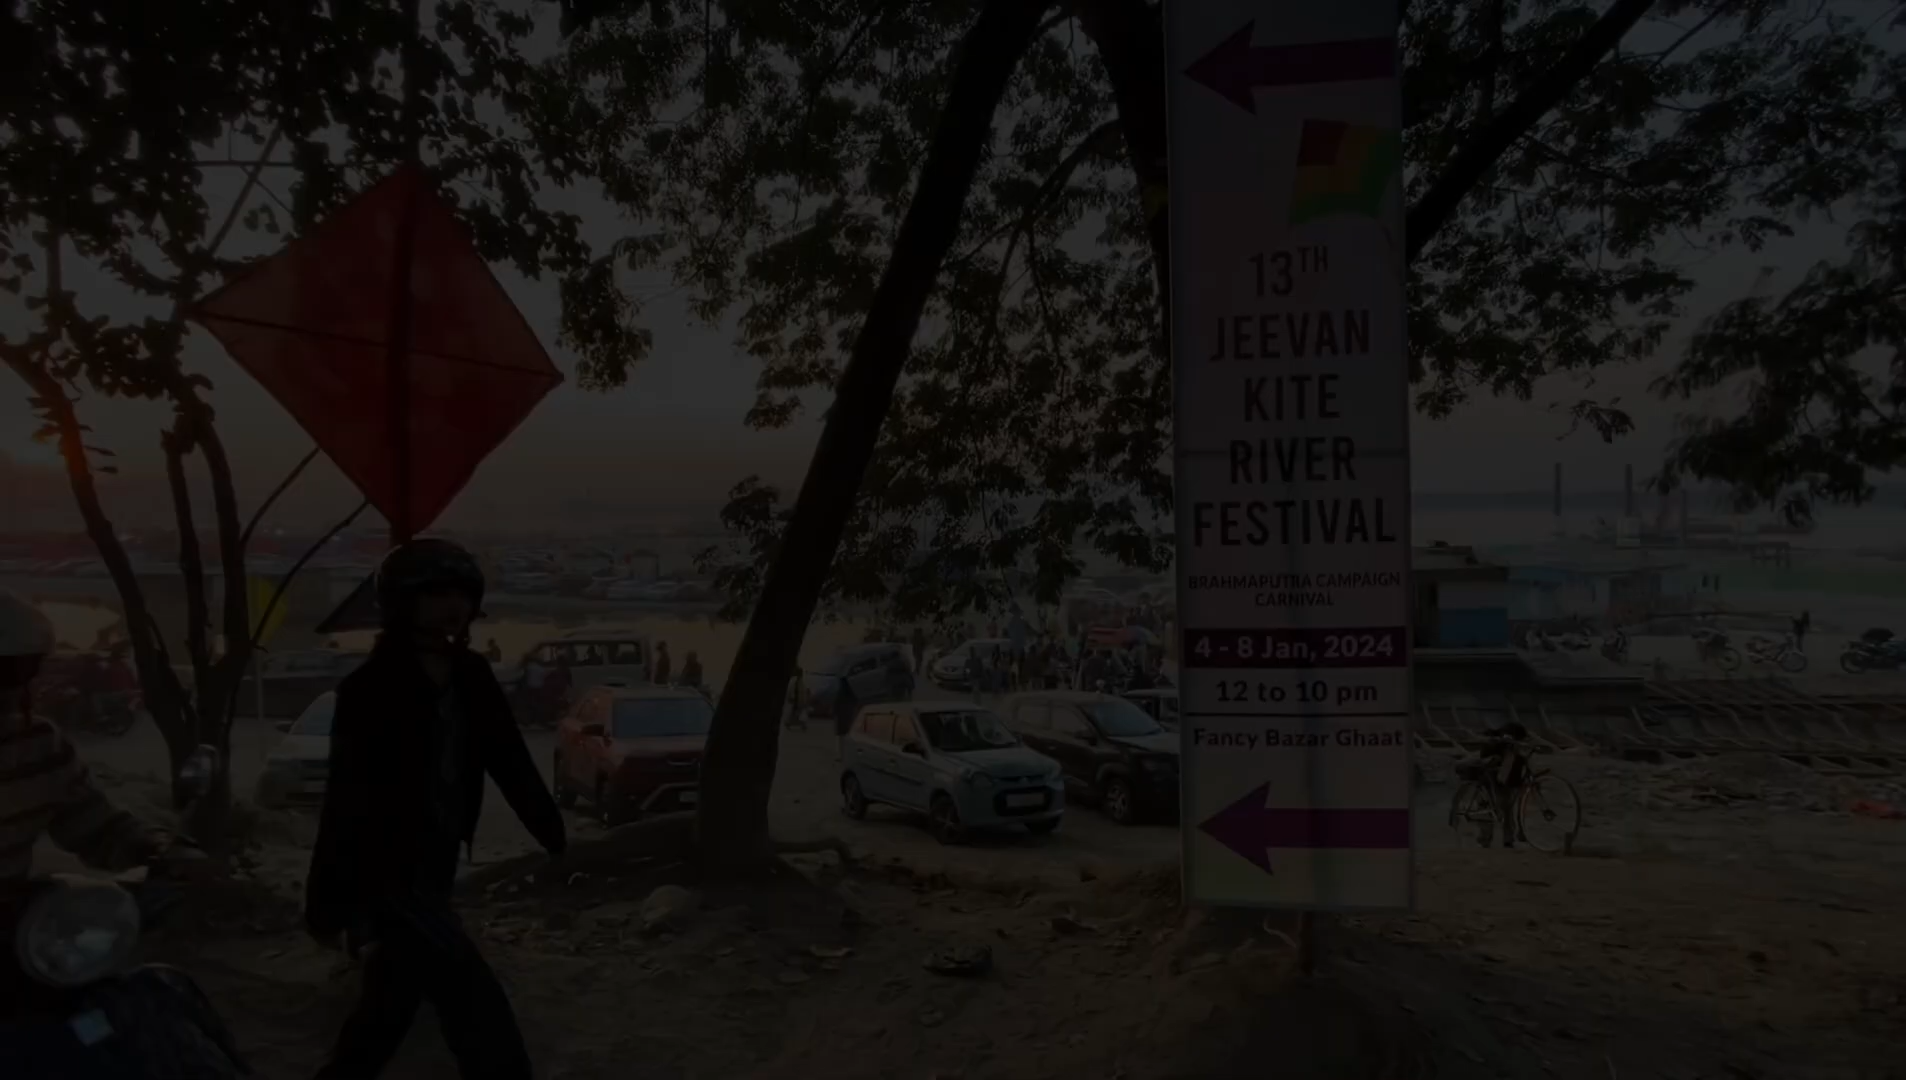 13TH
JEEVAN
KITE
RIVER
FESTIVAL
BRAHMAPUTRA CAMPAIGN
CARNIVAL
4 - 8 Jan, 2024
12 to 10 pm
Fancy Bazar Ghaat